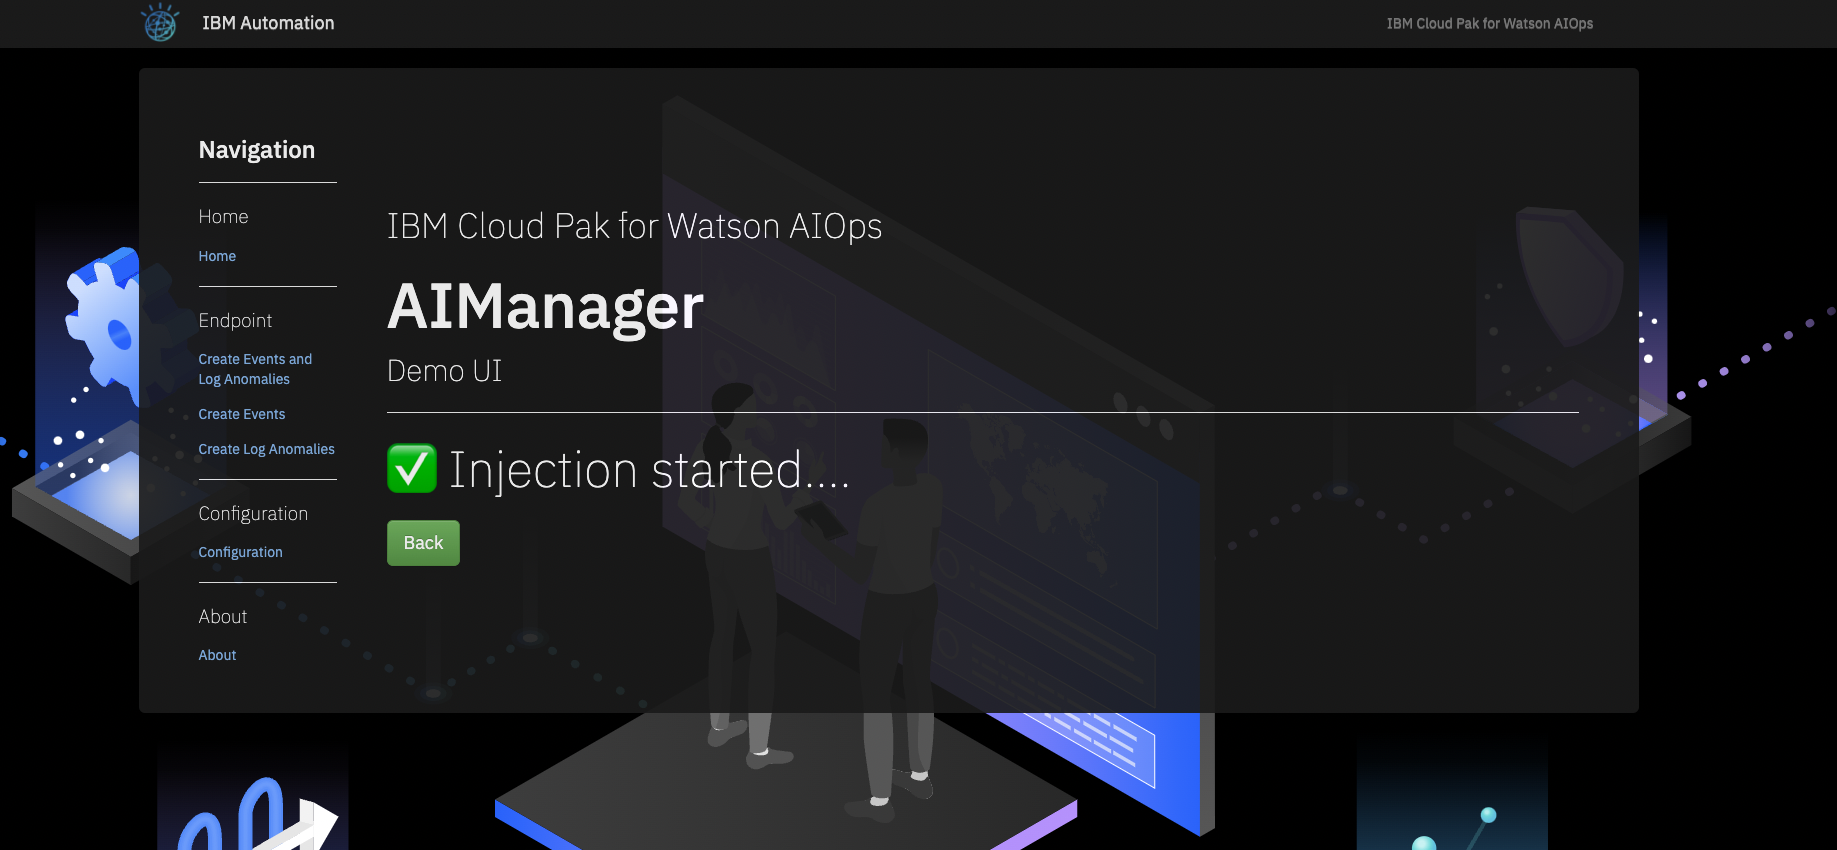 IBM Automation
IBM Cloud Pak for Watson AIOps
Navigation
Home
Home
Endpoint
Create Events and
Log Anomalies
Create Events
Create Log Anomalies
Configuration
Configuration
About
About
IBM Cloud Pak for Watson AIOps
AIManager
Demo UI
✅ Injection started....
Back